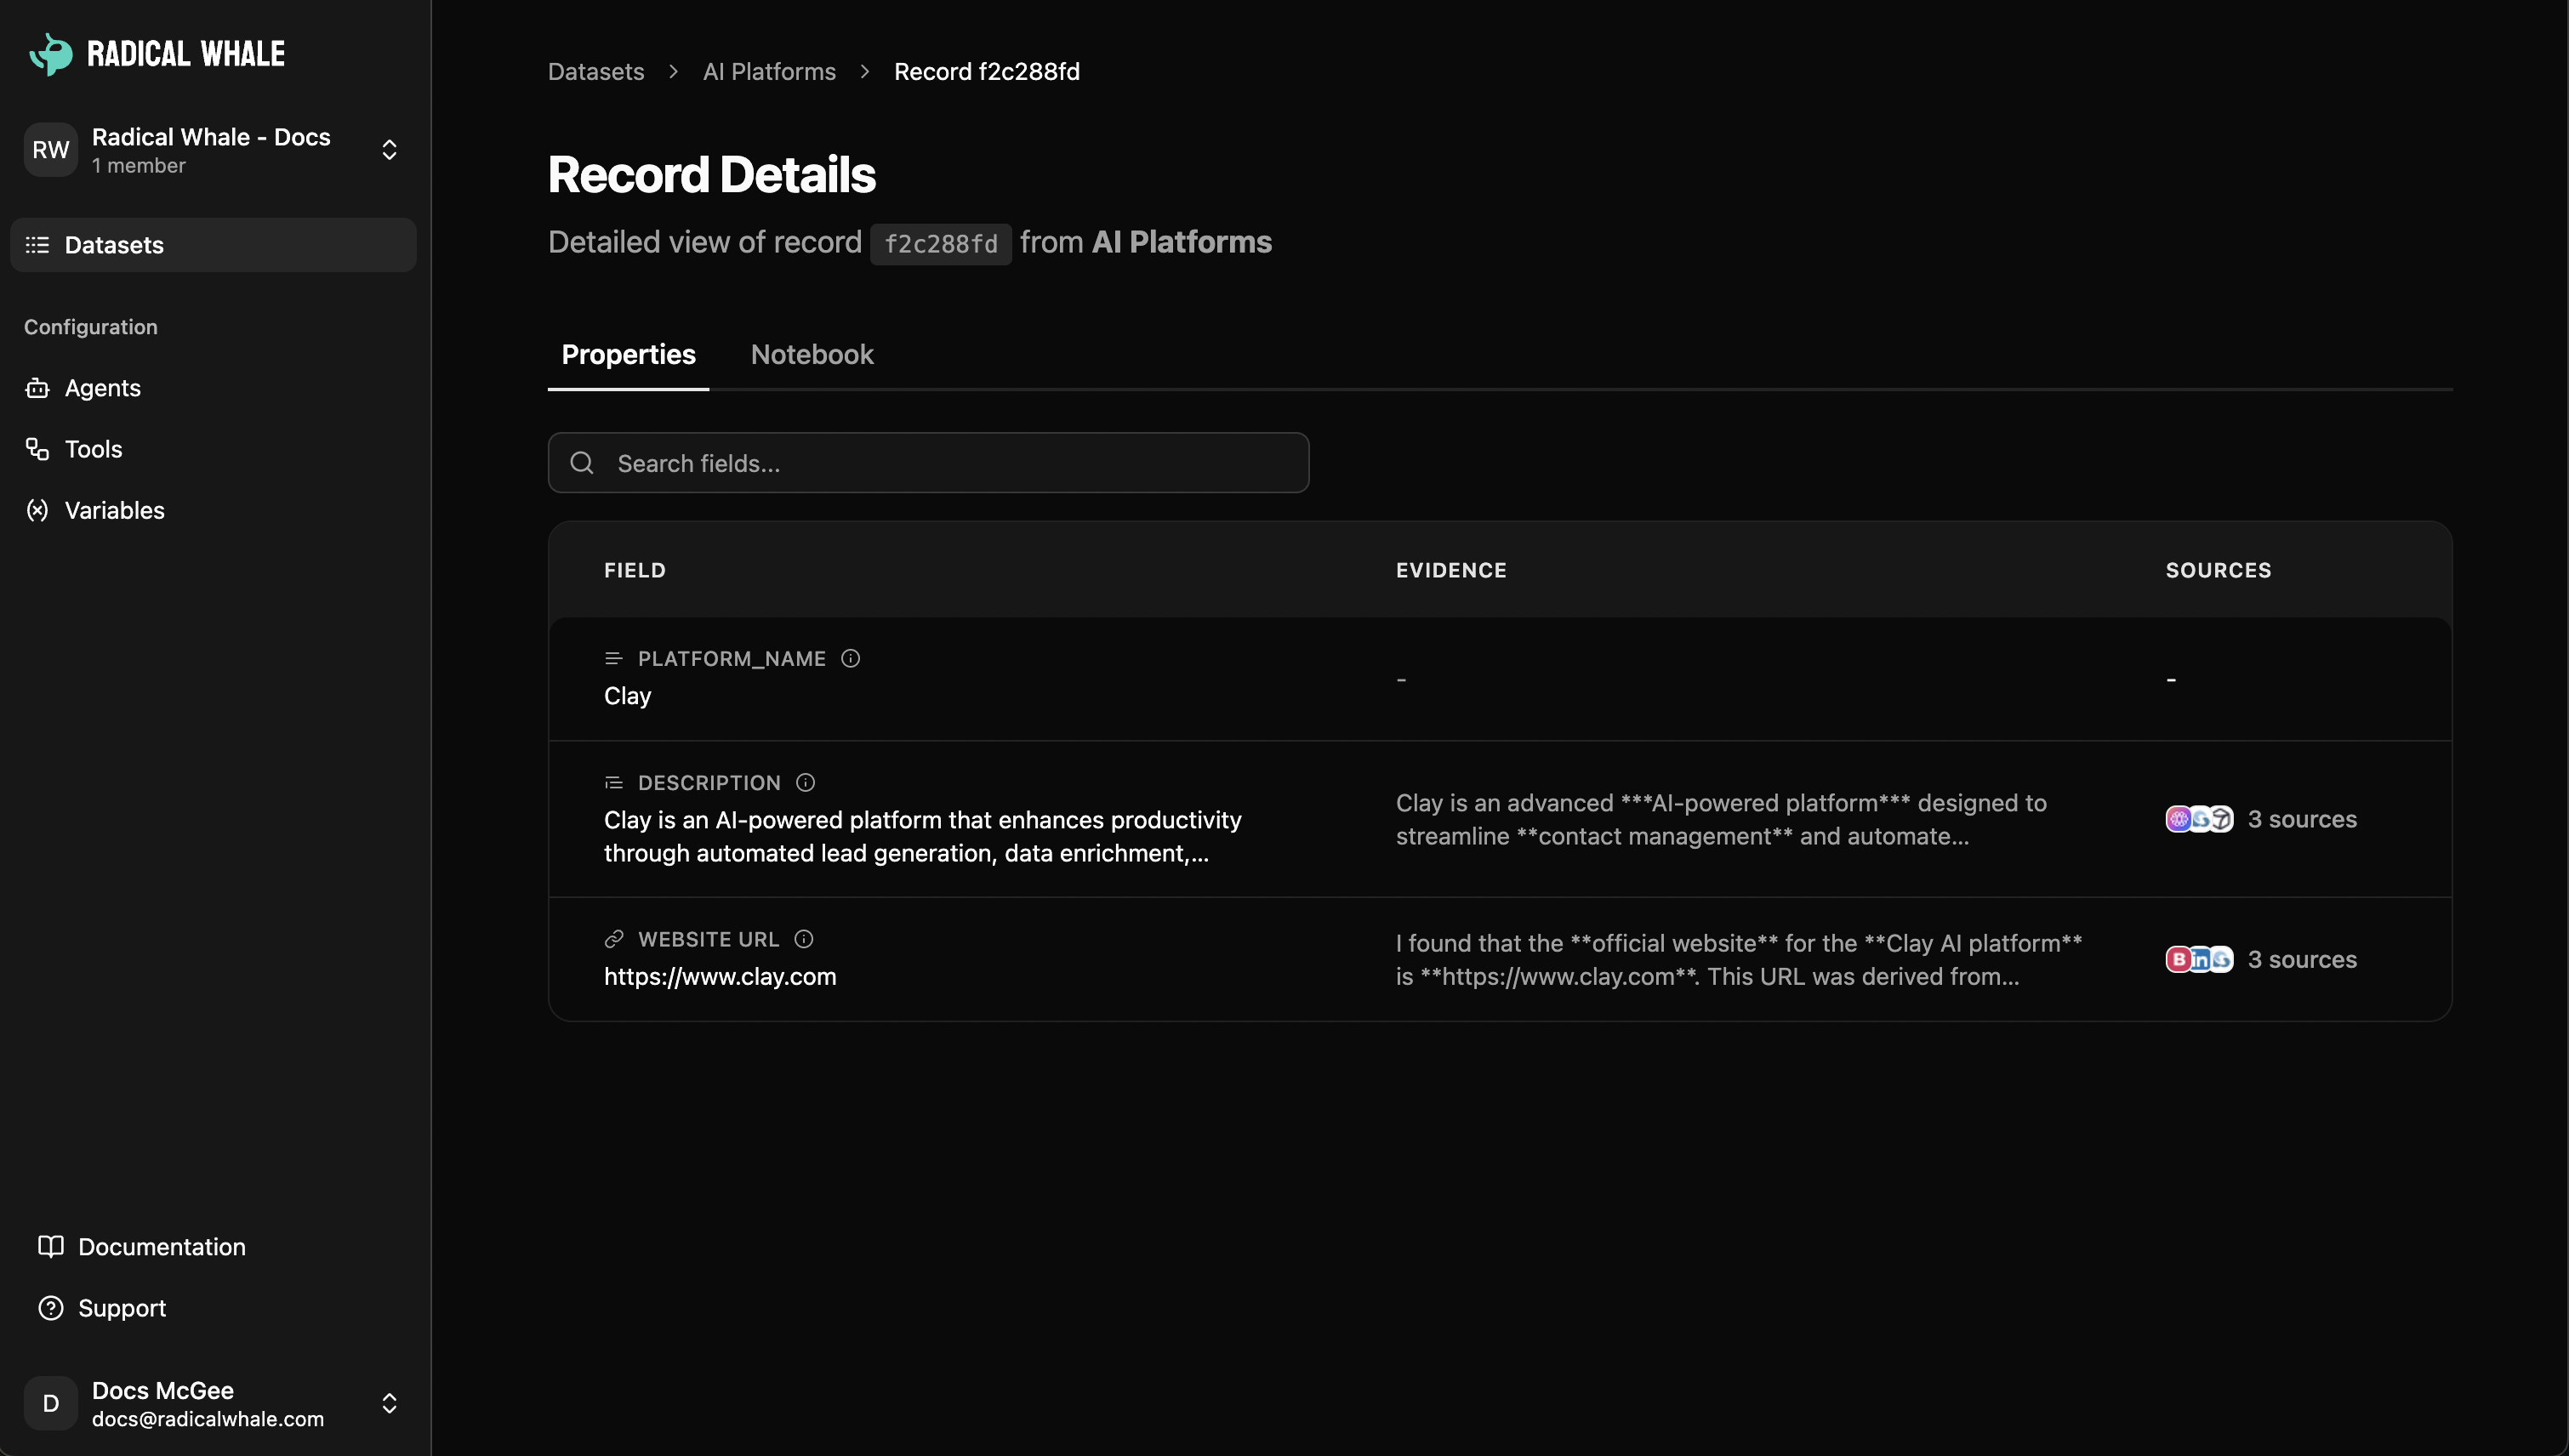 RADICAL WHALE
RW
Radical Whale - Docs
1 member
Datasets
Configuration
Agents
Tools
Variables
Documentation
Support
D
Docs McGee
docs@radicalwhale.com
Datasets > AI Platforms > Record f2c288fd
Record Details
Detailed view of record f2c288fd from AI Platforms
Properties Notebook
Search fields...
FIELD EVIDENCE SOURCES
PLATFORM_NAME
Clay
- -
DESCRIPTION
Clay is an AI-powered platform that enhances productivity
through automated lead generation, data enrichment,...
Clay is an advanced ***AI-powered platform*** designed to
streamline **contact management** and automate...
3 sources
WEBSITE URL
https://www.clay.com
I found that the **official website** for the **Clay AI platform**
is **https://www.clay.com**. This URL was derived from...
B in
3 sources